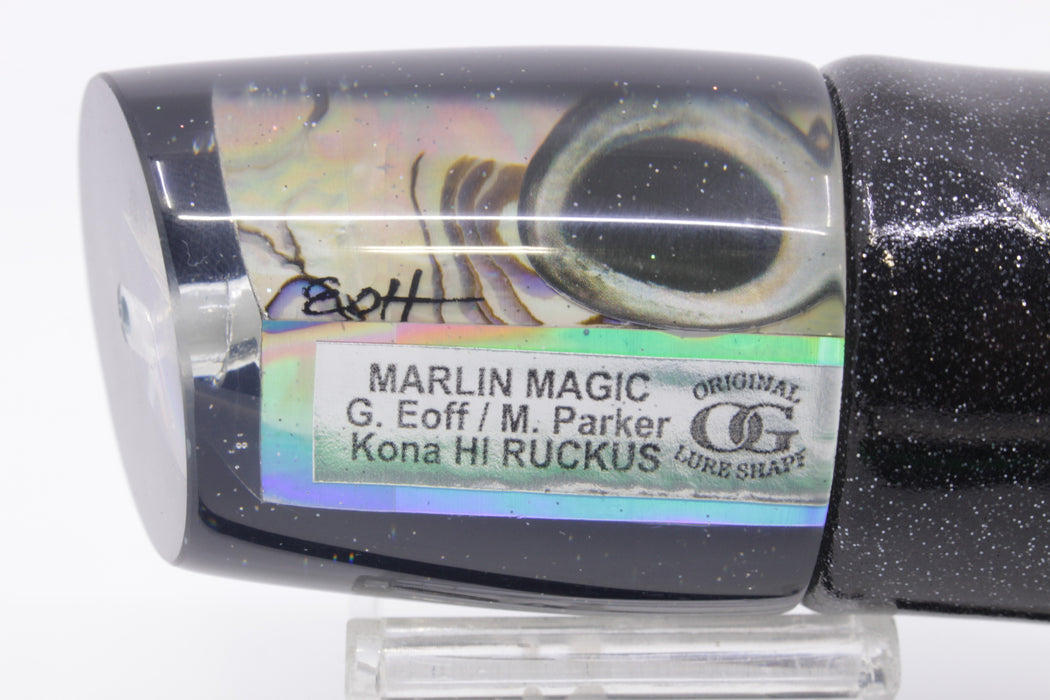 Eoff
MARLIN MAGIC
G. Eoff / M. Parker
Kona HI RUCKUS
ORIGINAL
OG
LURE SHAPE